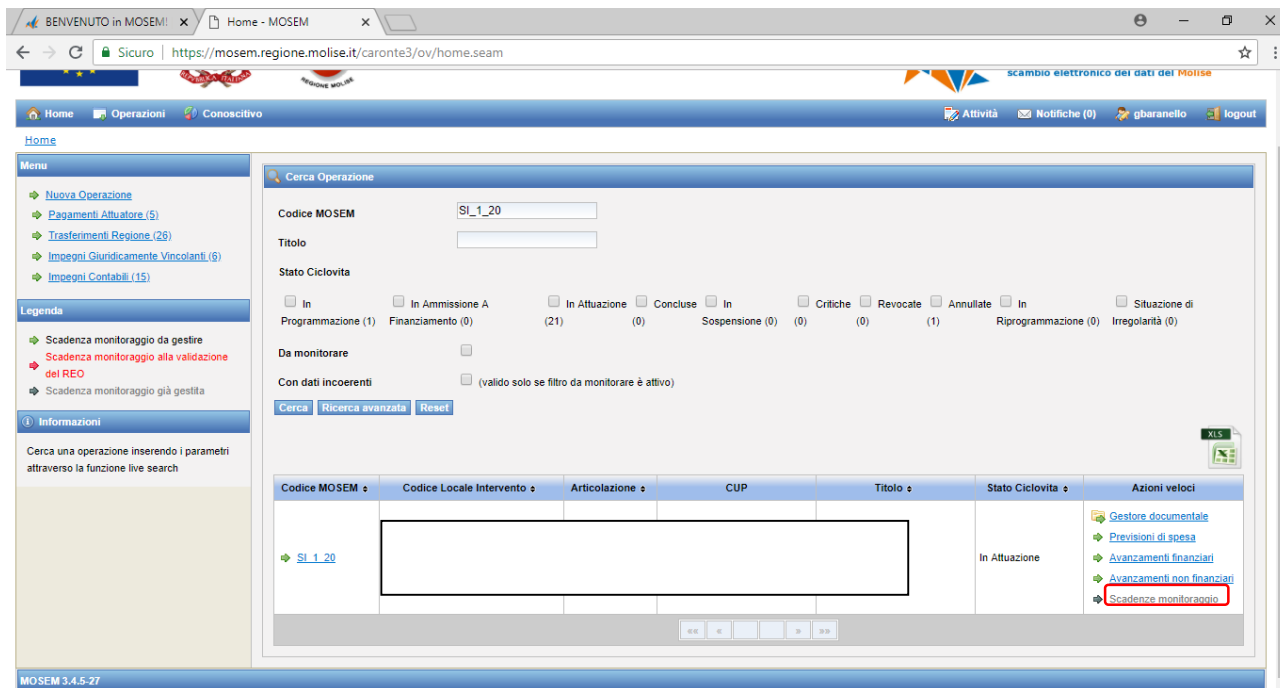 BENVENUTO in MOSEM!
Home - MOSEM
Sicuro | https://mosem.regione.molise.it/caronte3/ov/home.seam
REPUBBLICA ITALIANA
REGIONE MOLISE
scambio elettronico dei dati del Molise
Home Operazioni Conoscitivo Attività Notifiche (0) gbaranello logout
Home
Menu
Nuova Operazione
Pagamenti Attuatore (5)
Trasferimenti Regione (26)
Impegni Giuridicamente Vincolanti (6)
Impegni Contabili (15)
Legenda
Scadenza monitoraggio da gestire
Scadenza monitoraggio alla validazione
del REO
Scadenza monitoraggio già gestita
Informazioni
Cerca una operazione inserendo i parametri
attraverso la funzione live search
Cerca Operazione
Codice MOSEM SI_1_20
Titolo
Stato Ciclovita
In Programmazione (1)
In Ammissione A Finanziamento (0)
In Attuazione (21)
Concluse (0)
In Sospensione (0)
Critiche (0)
Revocate (0)
Annullate (1)
In Riprogrammazione (0)
Situazione di Irregolarità (0)
Da monitorare
Con dati incoerenti (valido solo se filtro da monitorare è attivo)
Cerca Ricerca avanzata Reset
XLS
Codice MOSEM Codice Locale Intervento Articolazione CUP Titolo Stato Ciclovita Azioni veloci
SI_1_20 In Attuazione
Gestore documentale
Previsioni di spesa
Avanzamenti finanziari
Avanzamenti non finanziari
Scadenze monitoraggio
«« « » »»
MOSEM 3.4.5-27